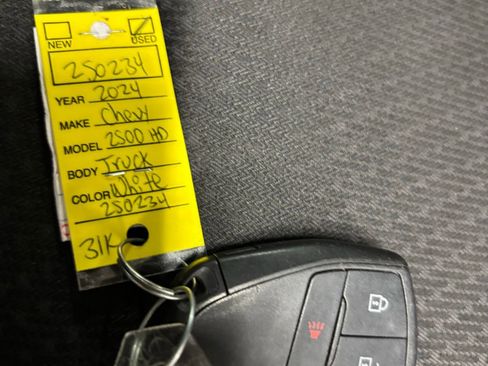 NEW USED
250234
YEAR 2024
MAKE Chevy
MODEL 2500 HD
BODY Truck
COLOR White
250234
31K